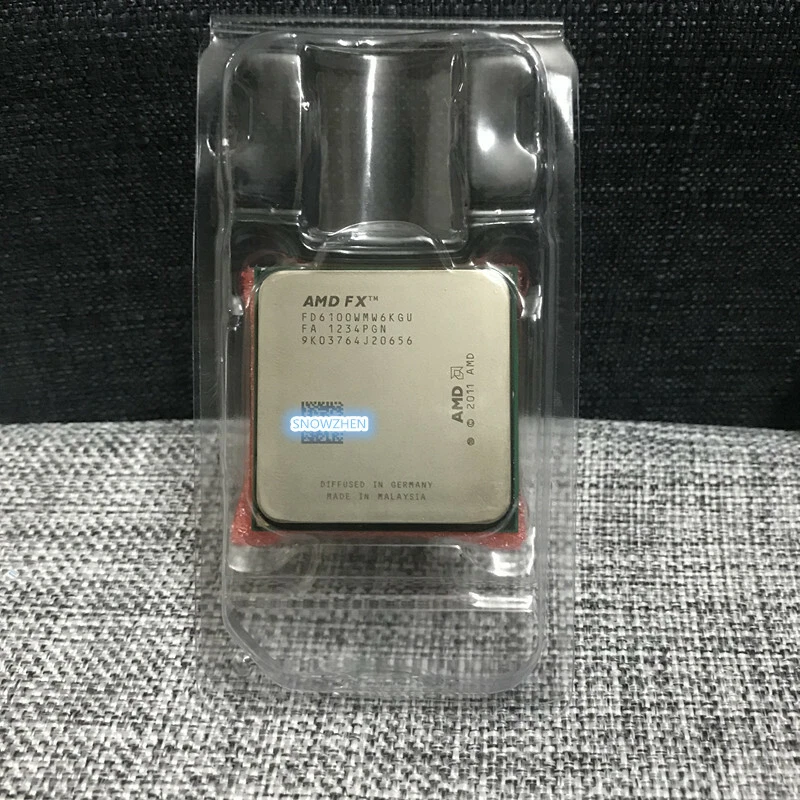 AMD FX™
FD6100WMW6KGU
FA 1234PGN
9K03764J20656
SNOWZHEN
AMD
® © 2011 AMD
DIFFUSED IN GERMANY
MADE IN MALAYSIA